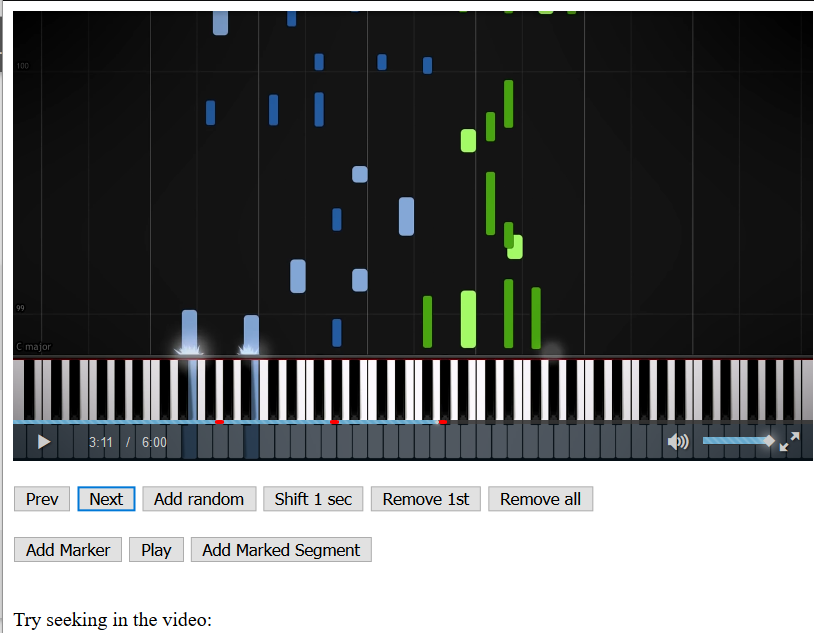 100
99
C major
3:11 / 6:00
Prev Next Add random Shift 1 sec Remove 1st Remove all
Add Marker Play Add Marked Segment
Try seeking in the video: